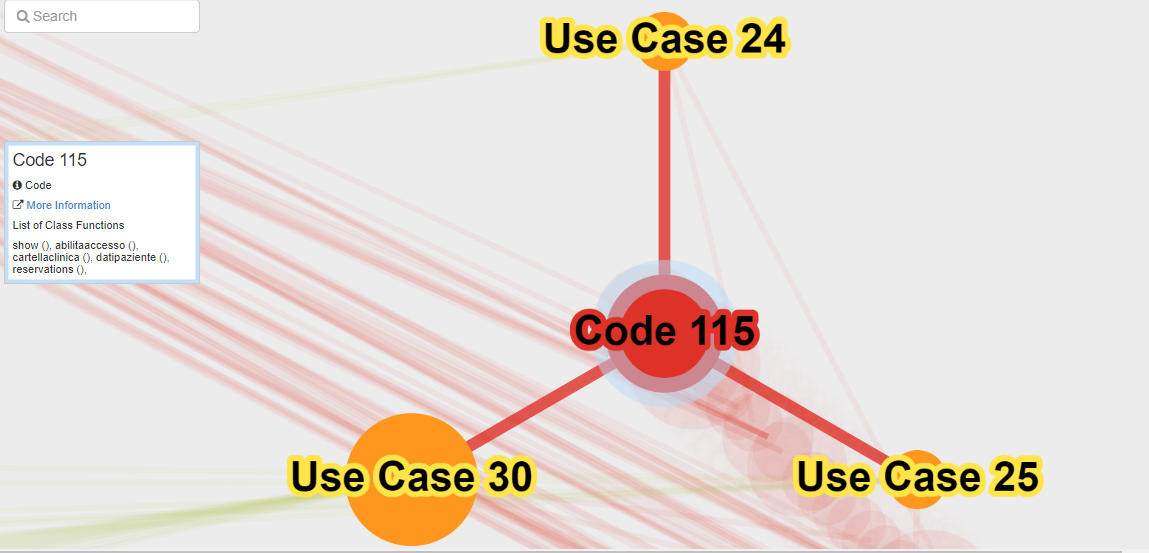 Search
Use Case 24
Code 115
Code
More Information
List of Class Functions
show (), abilitaaccesso (),
cartellaclinica (), datipaziente (),
reservations (),
Code 115
Use Case 30
Use Case 25